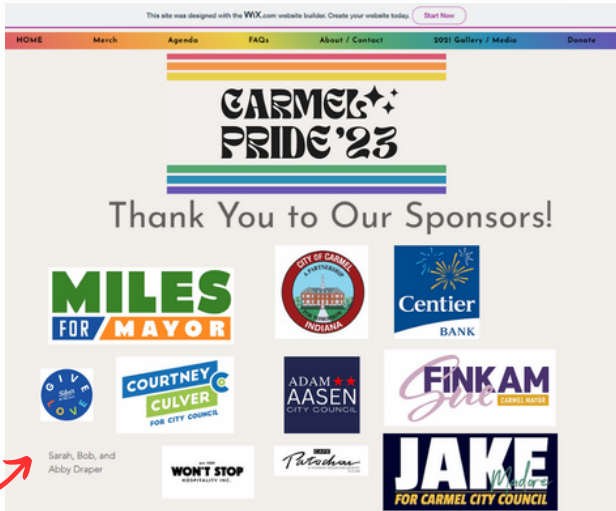 This site was designed with the WiX.com website builder. Create your website today. Start Now
HOME Merch Agenda FAQs About / Contact 2021 Gallery / Media Donate
CARMEL
PRIDE '23
Thank You to Our Sponsors!
MILES
FOR MAYOR
CITY OF CARMEL
A PARTNERSHIP
INDIANA
Centier
BANK
GIVE
LOVE
COURTNEY
CULVER
FOR CITY COUNCIL
ADAM
AASEN
CITY COUNCIL
Sue
FINKAM
CARMEL MAYOR
Sarah, Bob, and
Abby Draper
WON'T STOP
HOSPITALITY INC.
CAFE
Patachou
JAKE
Madore
FOR CARMEL CITY COUNCIL